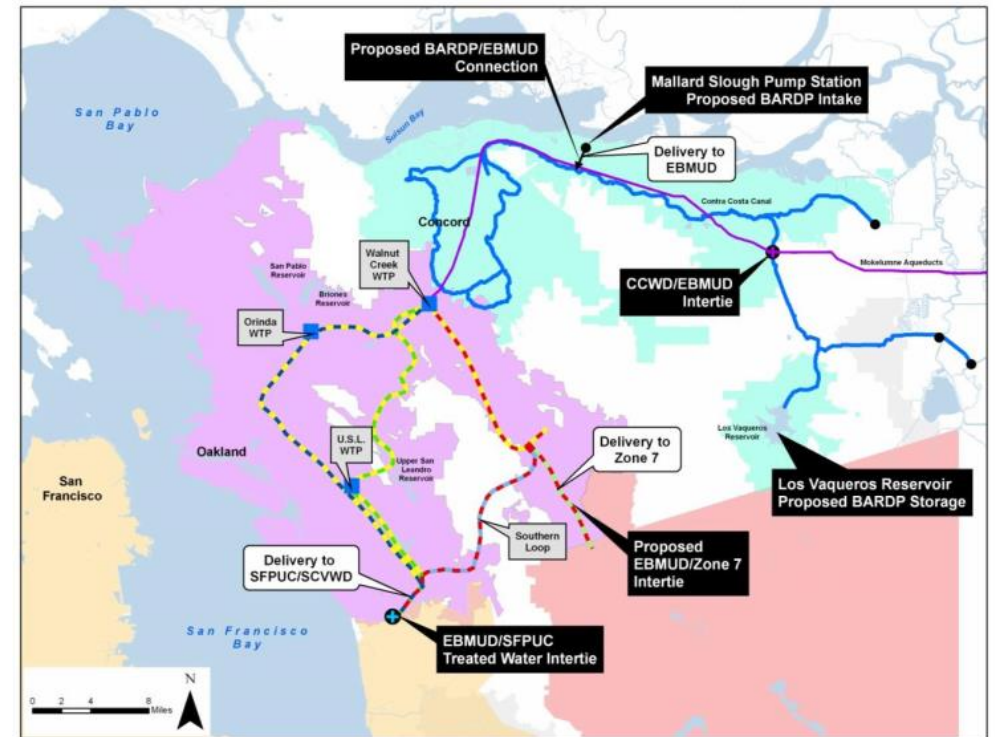 Proposed BARDP/EBMUD
Connection
Mallard Slough Pump Station
Proposed BARDP Intake
San Pablo
Bay
Suisun Bay
Delivery to
EBMUD
Contra Costa Canal
Concord
Walnut
Creek
WTP
San Pablo
Reservoir
Briones
Reservoir
Mokelumne Aqueducts
CCWD/EBMUD
Intertie
Orinda
WTP
Los Vaqueros
Reservoir
U.S.L.
WTP
Oakland
Upper San
Leandro
Reservoir
Delivery to
Zone 7
San
Francisco
Los Vaqueros Reservoir
Proposed BARDP Storage
Southern
Loop
Proposed
EBMUD/Zone 7
Intertie
Delivery to
SFPUC/SCVWD
San Francisco
Bay
EBMUD/SFPUC
Treated Water Intertie
N
0 2 4 8
Miles